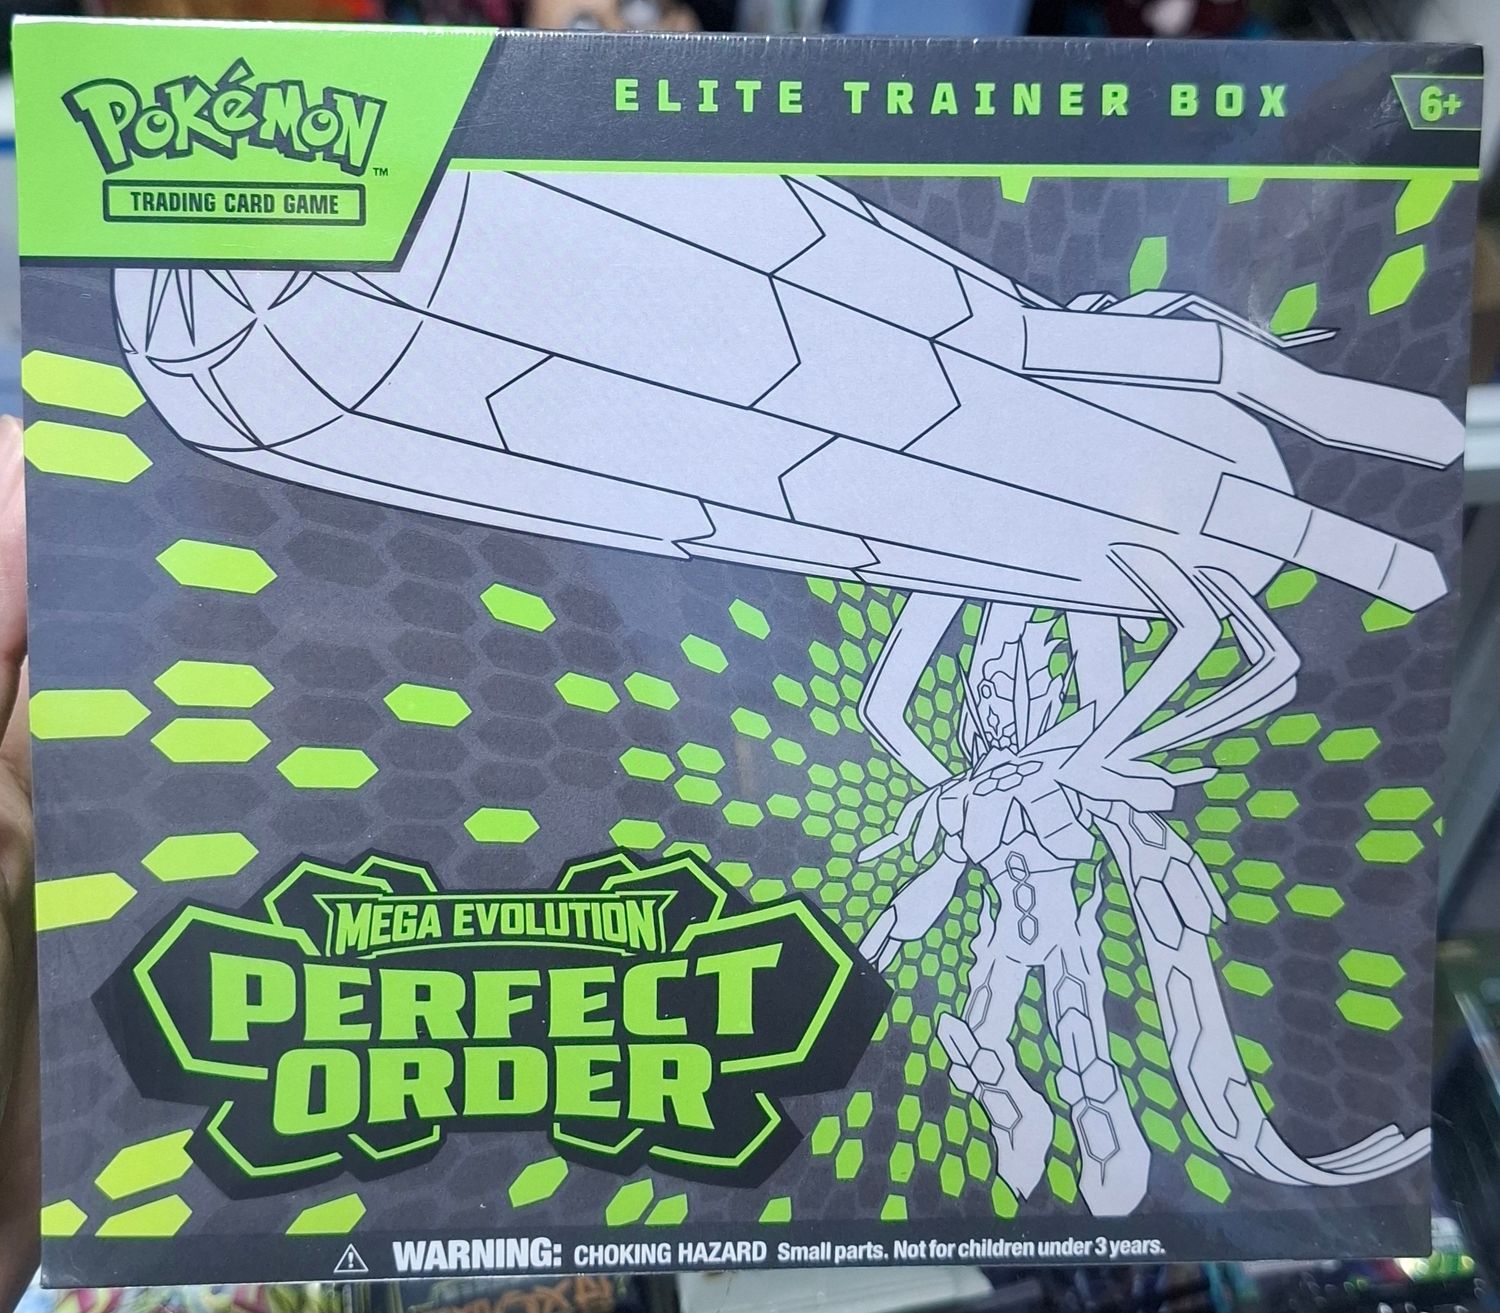 POKéMON
™
TRADING CARD GAME
ELITE TRAINER BOX
6+
MEGA EVOLUTION
PERFECT
ORDER
WARNING: CHOKING HAZARD Small parts. Not for children under 3 years.